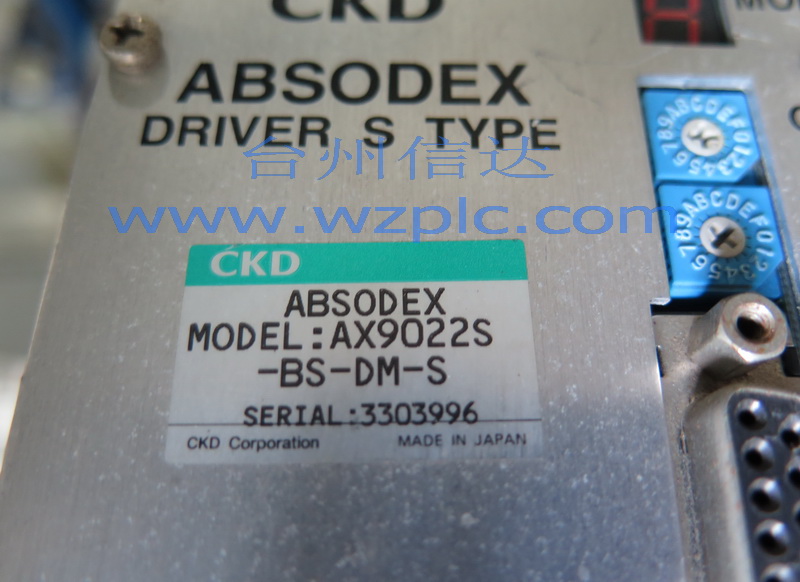 CKD
ABSODEX
DRIVER S TYPE
台州信达
www.wzplc.com
CKD
ABSODEX
MODEL:AX9022S
-BS-DM-S
SERIAL:3303996
CKD Corporation MADE IN JAPAN
789ABCDEF0123456
789ABCDEF0123456